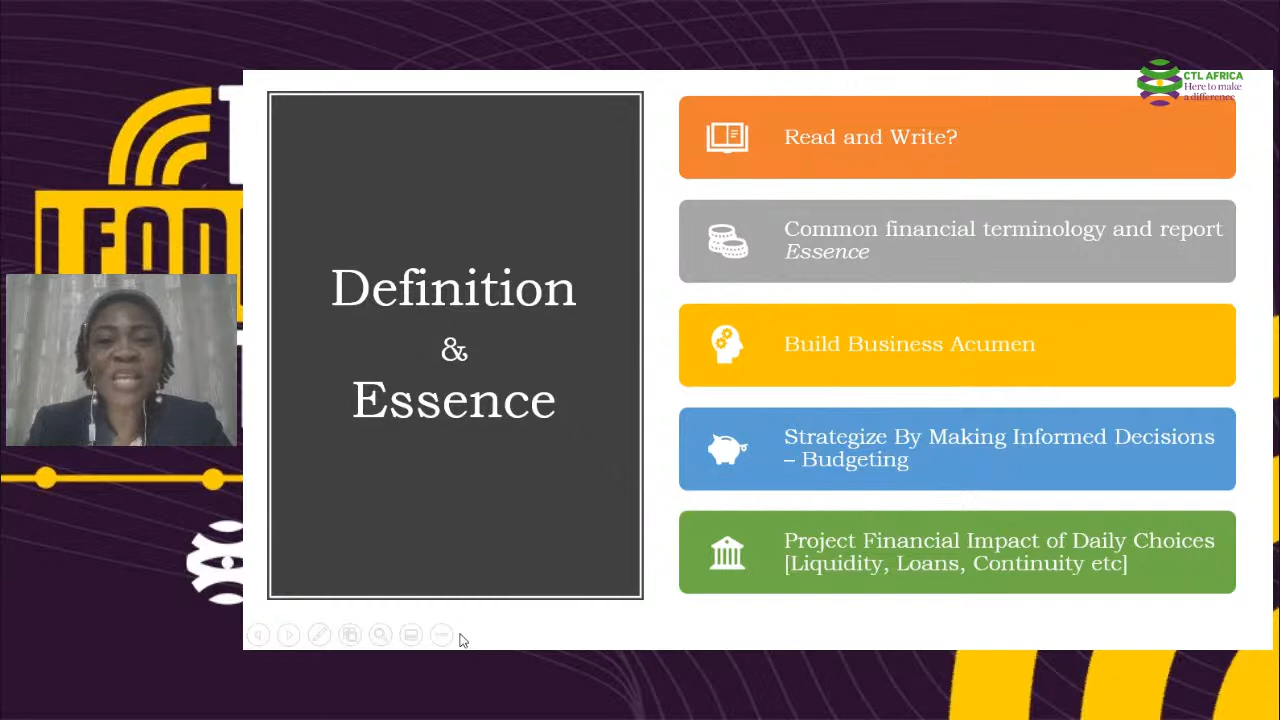 CTL AFRICA
Here to make
a difference
Definition
&
Essence
Read and Write?
Common financial terminology and report
Essence
Build Business Acumen
Strategize By Making Informed Decisions
– Budgeting
Project Financial Impact of Daily Choices
[Liquidity, Loans, Continuity etc]